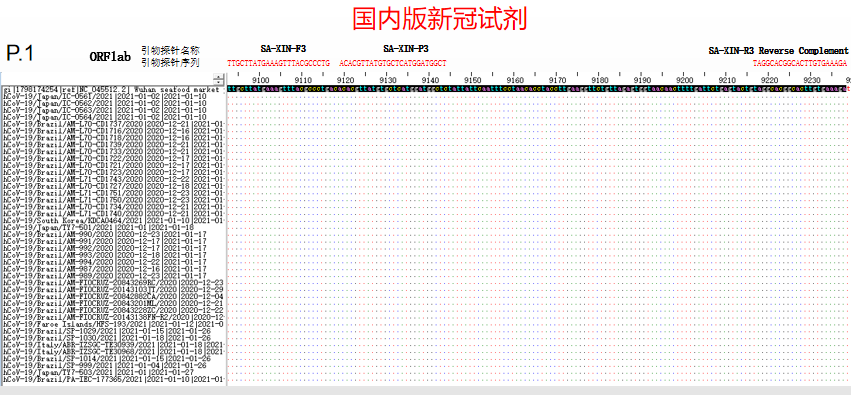 国内版新冠试剂
P.1
ORF1ab
引物探针名称
引物探针序列
SA-XIN-F3
SA-XIN-P3
SA-XIN-R3 Reverse Complement
TTGCTTATGAAAGTTTACGCCCTG
ACACGTTATGTGCTCATGGATGGCT
TAGGCACGGCACTTGTGAAAGA
9100 9110 9120 9130 9140 9150 9160 9170 9180 9190 9200 9210 9220 9230
gi|1798174254|ref|NC_045512.2| Wuhan seafood market
hCoV-19/Japan/IC-0561/2021|2021-01-02|2021-01-10
hCoV-19/Japan/IC-0562/2021|2021-01-02|2021-01-10
hCoV-19/Japan/IC-0563/2021|2021-01-02|2021-01-10
hCoV-19/Japan/IC-0564/2021|2021-01-02|2021-01-10
hCoV-19/Brazil/AM-L70-CD1737/2020|2020-12-21|2021-01-
hCoV-19/Brazil/AM-L70-CD1716/2020|2020-12-16|2021-01-
hCoV-19/Brazil/AM-L70-CD1718/2020|2020-12-16|2021-01-
hCoV-19/Brazil/AM-L70-CD1739/2020|2020-12-21|2021-01-
hCoV-19/Brazil/AM-L70-CD1733/2020|2020-12-21|2021-01-
hCoV-19/Brazil/AM-L70-CD1722/2020|2020-12-17|2021-01-
hCoV-19/Brazil/AM-L70-CD1721/2020|2020-12-17|2021-01-
hCoV-19/Brazil/AM-L70-CD1723/2020|2020-12-17|2021-01-
hCoV-19/Brazil/AM-L71-CD1743/2020|2020-12-22|2021-01-
hCoV-19/Brazil/AM-L70-CD1727/2020|2020-12-18|2021-01-
hCoV-19/Brazil/AM-L71-CD1751/2020|2020-12-23|2021-01-
hCoV-19/Brazil/AM-L71-CD1750/2020|2020-12-23|2021-01-
hCoV-19/Brazil/AM-L70-CD1734/2020|2020-12-21|2021-01-
hCoV-19/Brazil/AM-L71-CD1740/2020|2020-12-21|2021-01-
hCoV-19/South Korea/KDCA0464/2021|2021-01-10|2021-01-
hCoV-19/Japan/TY7-501/2021|2021-01|2021-01-18
hCoV-19/Brazil/AM-990/2020|2020-12-23|2021-01-17
hCoV-19/Brazil/AM-991/2020|2020-12-17|2021-01-17
hCoV-19/Brazil/AM-992/2020|2020-12-17|2021-01-17
hCoV-19/Brazil/AM-993/2020|2020-12-18|2021-01-17
hCoV-19/Brazil/AM-994/2020|2020-12-22|2021-01-17
hCoV-19/Brazil/AM-987/2020|2020-12-16|2021-01-17
hCoV-19/Brazil/AM-989/2020|2020-12-23|2021-01-17
hCoV-19/Brazil/AM-FIOCRUZ-20843269RC/2020|2020-12-23
hCoV-19/Brazil/AM-FIOCRUZ-20143103JT/2020|2020-12-29
hCoV-19/Brazil/AM-FIOCRUZ-20842882CA/2020|2020-12-04
hCoV-19/Brazil/AM-FIOCRUZ-20843201ML/2020|2020-12-21
hCoV-19/Brazil/AM-FIOCRUZ-20843228ZC/2020|2020-12-22
hCoV-19/Brazil/AM-FIOCRUZ-20143138FN-R2/2020|2020-12-
hCoV-19/Faroe Islands/HFS-193/2021|2021-01-12|2021-0
hCoV-19/Brazil/SP-1029/2021|2021-01-15|2021-01-26
hCoV-19/Brazil/SP-1030/2021|2021-01-18|2021-01-26
hCoV-19/Italy/ABR-IZSGC-TE30939/2021|2021-01-18|2021-
hCoV-19/Italy/ABR-IZSGC-TE30968/2021|2021-01-18|2021-
hCoV-19/Brazil/SP-1014/2021|2021-01-15|2021-01-26
hCoV-19/Brazil/SP-999/2021|2021-01-04|2021-01-26
hCoV-19/Japan/TY7-503/2021|2021-01|2021-01-27
hCoV-19/Brazil/PA-IEC-177365/2021|2021-01-10|2021-01-